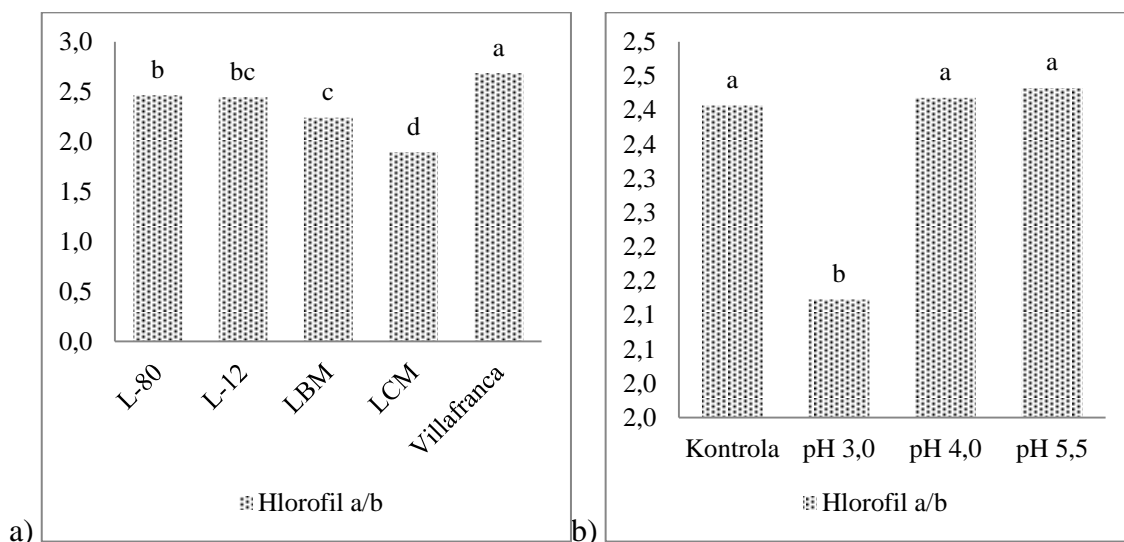 3,0
2,5
2,0
1,5
1,0
0,5
0,0
b
bc
c
d
a
L-80
L-12
LBM
LCM
Villafranca
Hlorofil a/b
a)
2,5
2,5
2,4
2,4
2,3
2,3
2,2
2,2
2,1
2,1
2,0
2,0
a
b
a
a
Kontrola pH 3,0 pH 4,0 pH 5,5
Hlorofil a/b
b)